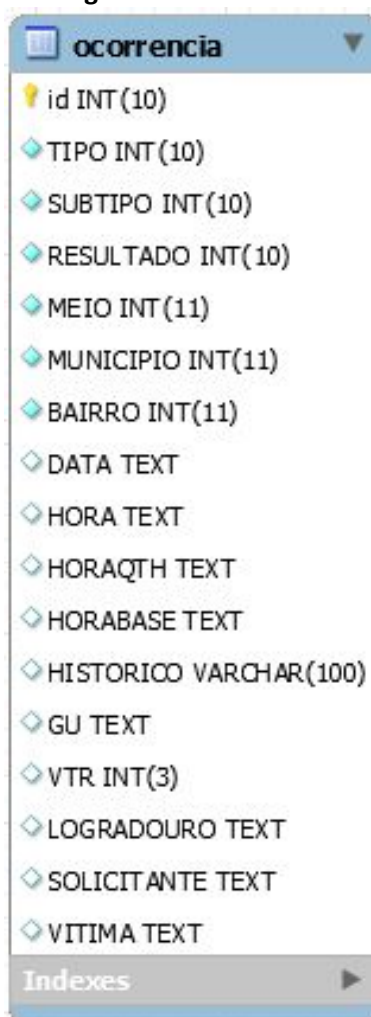 ocorrencia
id INT(10)
TIPO INT(10)
SUBTIPO INT(10)
RESULTADO INT(10)
MEIO INT(11)
MUNICIPIO INT(11)
BAIRRO INT(11)
DATA TEXT
HORA TEXT
HORAQTH TEXT
HORABASE TEXT
HISTORICO VARCHAR(100)
GU TEXT
VTR INT(3)
LOGRADOURO TEXT
SOLICITANTE TEXT
VITIMA TEXT
Indexes